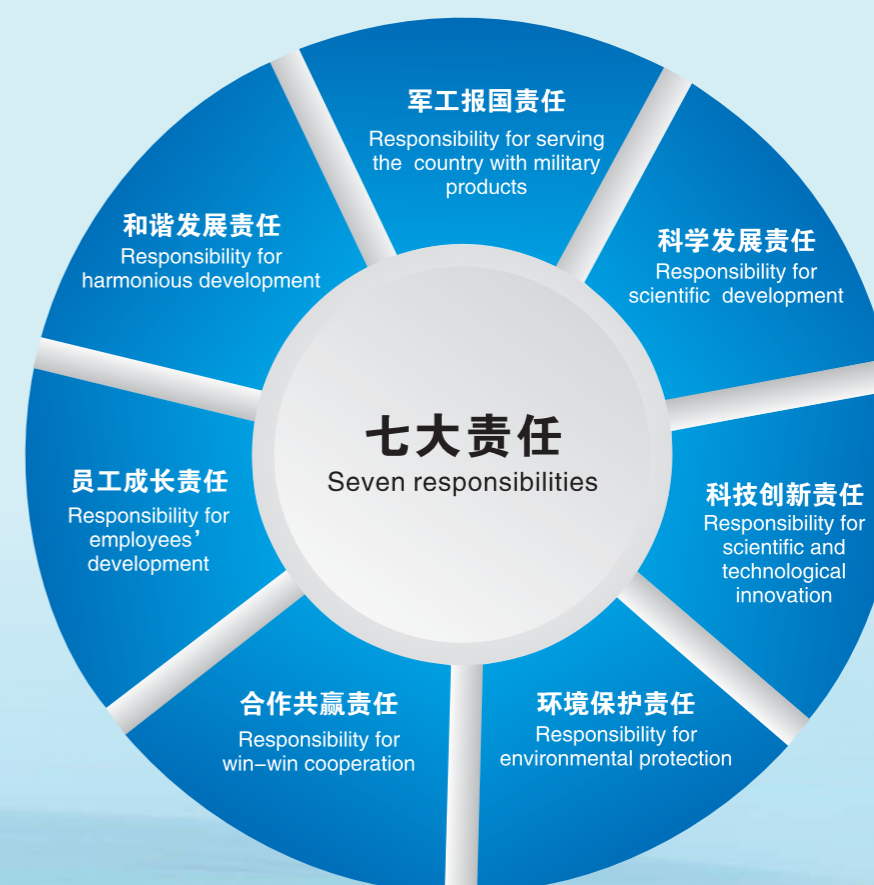 七大责任
Seven responsibilities
军工报国责任
Responsibility for serving
the country with military
products
科学发展责任
Responsibility for
scientific development
科技创新责任
Responsibility for
scientific and
technological
innovation
环境保护责任
Responsibility for
environmental protection
合作共赢责任
Responsibility for
win–win cooperation
员工成长责任
Responsibility for
employees’
development
和谐发展责任
Responsibility for
harmonious development